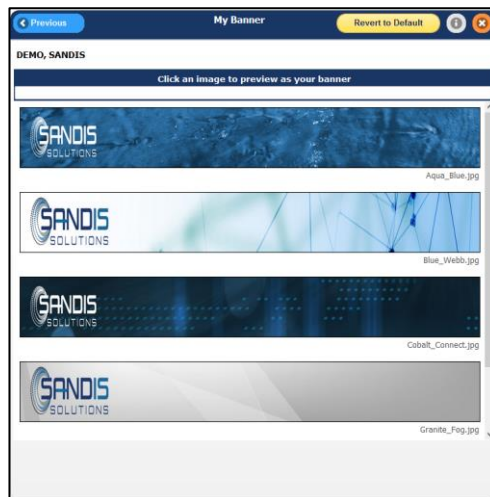 Previous
My Banner
Revert to Default
DEMO, SANDIS
Click an image to preview as your banner
SANDIS
SOLUTIONS
Aqua_Blue.jpg
SANDIS
SOLUTIONS
Blue_Webb.jpg
SANDIS
SOLUTIONS
Cobalt_Connect.jpg
SANDIS
SOLUTIONS
Granite_Fog.jpg